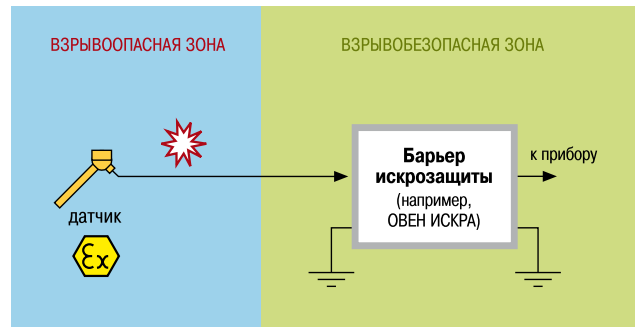 ВЗРЫВООПАСНАЯ ЗОНА
ВЗРЫВОБЕЗОПАСНАЯ ЗОНА
Барьер
искрозащиты
(например,
ОВЕН ИСКРА)
к прибору
датчик
Ex